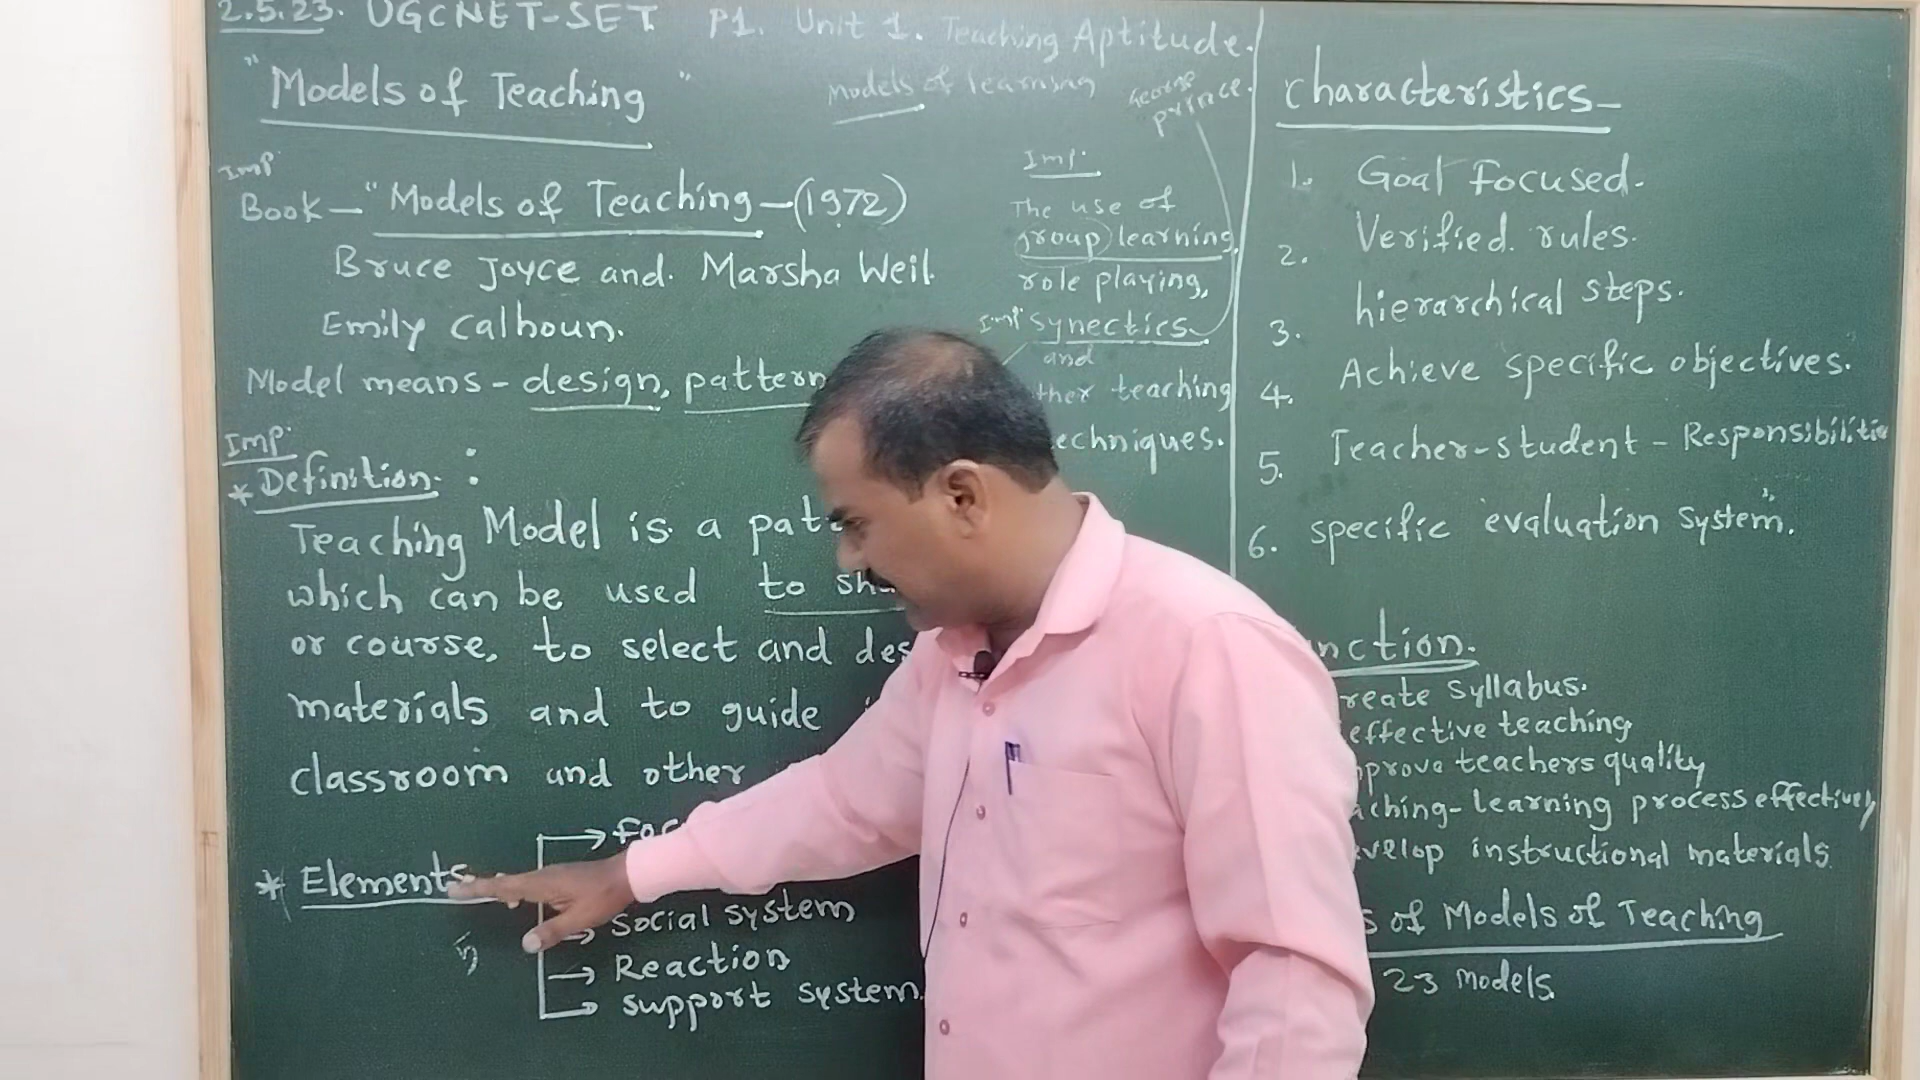 2.5.23. UGCNET-SET P1. Unit 1. Teaching Aptitude.
"Models of Teaching"
models of learning
George prince.
Imp
Book - "Models of Teaching - (1972)
Bruce Joyce and. Marsha Weil.
Emily Calhoun.
Model means - design, pattern
Imp.
* Definition. :
Teaching Model is a pat
which can be used to sha
or course, to select and des
materials and to guide
classroom and other
* Elements
5
→ Foc
→ Social system
→ Reaction
→ support system.
Imp.
The use of
group learning,
role playing,
Imp synectics.
and
ther teaching
echniques.
Characteristics-
1. Goal Focused.
2. Verified. rules.
3. hierarchical steps.
4. Achieve specific objectives.
5. Teacher-student - Responsibilitie
6. specific evaluation system.
nction.
reate syllabus.
effective teaching
prove teachers quality
aching-learning process effectively
velop instructional materials.
s of Models of Teaching
23 models.